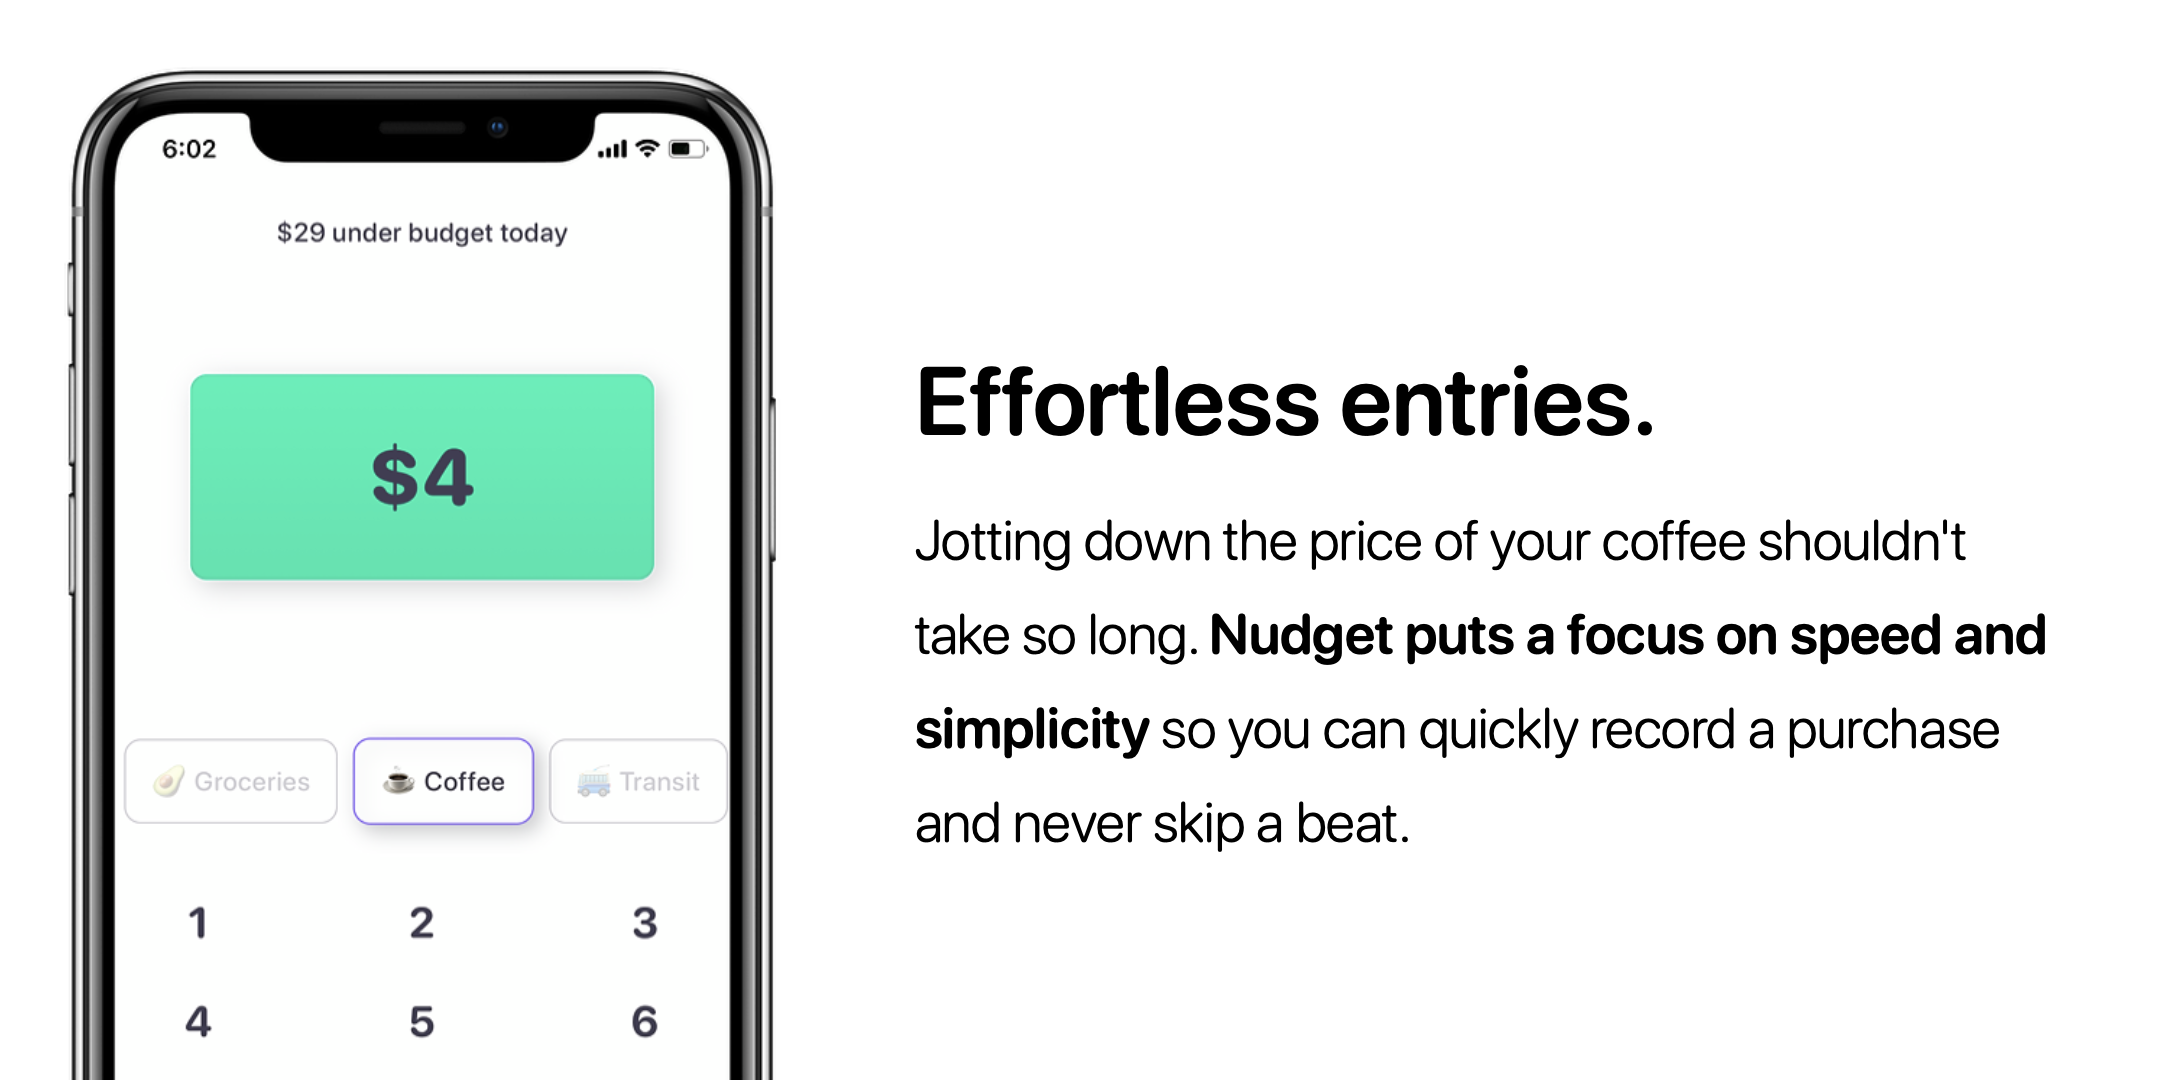 6:02
$29 under budget today
$4
Groceries
Coffee
Transit
1 2 3
4 5 6
Effortless entries.
Jotting down the price of your coffee shouldn't
take so long. Nudget puts a focus on speed and
simplicity so you can quickly record a purchase
and never skip a beat.